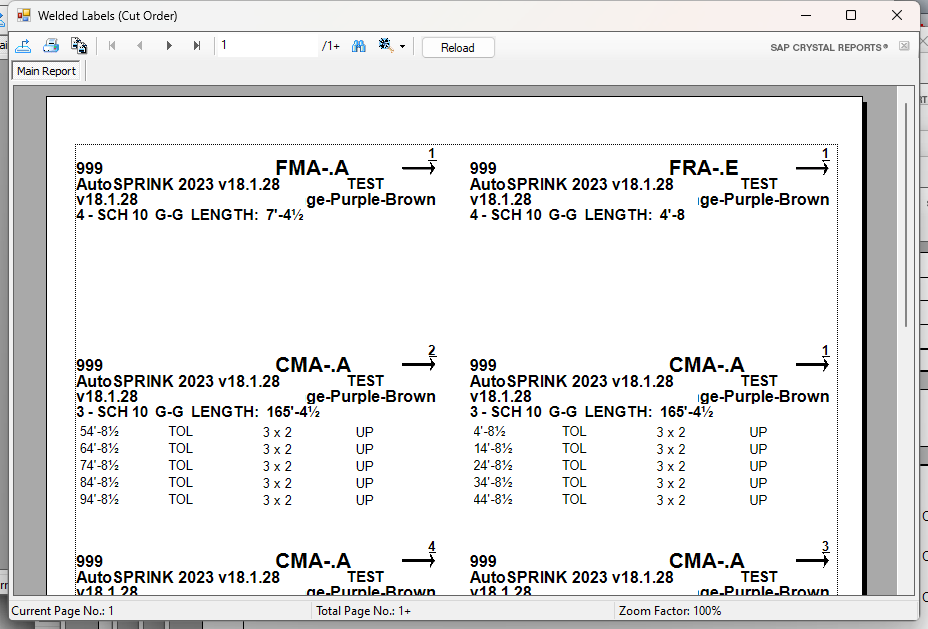 Welded Labels (Cut Order)
1 /1+ Reload SAP CRYSTAL REPORTS®
Main Report
999 FMA-.A 1
AutoSPRINK 2023 v18.1.28 TEST
v18.1.28 ge-Purple-Brown
4 - SCH 10 G-G LENGTH: 7'-4½
999 FRA-.E 1
AutoSPRINK 2023 v18.1.28 TEST
v18.1.28 ge-Purple-Brown
4 - SCH 10 G-G LENGTH: 4'-8
999 CMA-.A 2
AutoSPRINK 2023 v18.1.28 TEST
v18.1.28 ge-Purple-Brown
3 - SCH 10 G-G LENGTH: 165'-4½
54'-8½ TOL 3 x 2 UP
64'-8½ TOL 3 x 2 UP
74'-8½ TOL 3 x 2 UP
84'-8½ TOL 3 x 2 UP
94'-8½ TOL 3 x 2 UP
999 CMA-.A 1
AutoSPRINK 2023 v18.1.28 TEST
v18.1.28 ge-Purple-Brown
3 - SCH 10 G-G LENGTH: 165'-4½
4'-8½ TOL 3 x 2 UP
14'-8½ TOL 3 x 2 UP
24'-8½ TOL 3 x 2 UP
34'-8½ TOL 3 x 2 UP
44'-8½ TOL 3 x 2 UP
999 CMA-.A 4
AutoSPRINK 2023 v18.1.28 TEST
v18.1.28 ge-Purple-Brown
999 CMA-.A 3
AutoSPRINK 2023 v18.1.28 TEST
v18.1.28 ge-Purple-Brown
Current Page No.: 1 Total Page No.: 1+ Zoom Factor: 100%